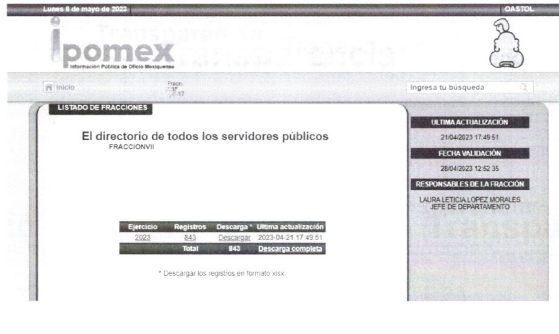 Lunes 8 de mayo de 2023
OASTOL
ipomex
Información Pública de Oficio Mexiquense
Inicio
Ingresa tu búsqueda
LISTADO DE FRACCIONES
El directorio de todos los servidores públicos
FRACCIONVII
Ejercicio Registros Descarga * Ultima actualización
2023 843 Descargar 2023-04-21 17:49:51
Total 843 Descarga completa
* Descargar los registros en formato xlsx.
ULTIMA ACTUALIZACIÓN
21/04/2023 17:49:51
FECHA VALIDACIÓN
28/04/2023 12:52:35
RESPONSABLES DE LA FRACCIÓN
LAURA LETICIA LOPEZ MORALES
JEFE DE DEPARTAMENTO